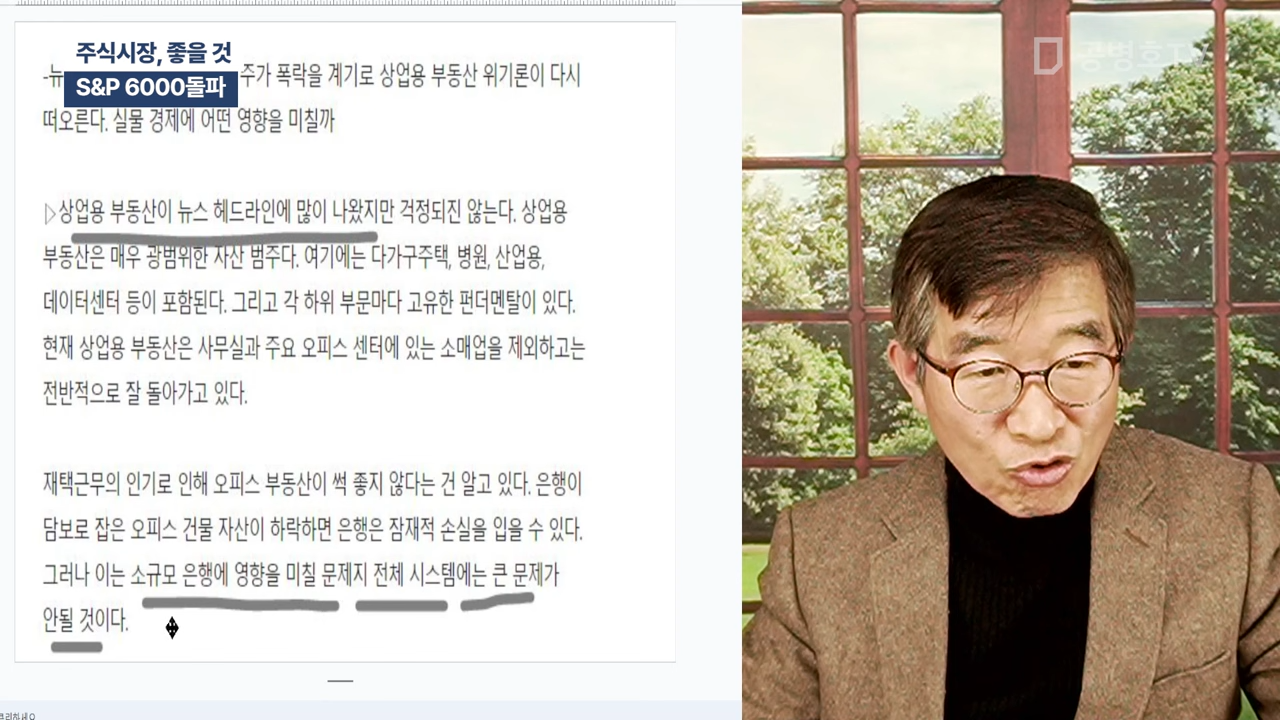 주식시장, 좋을 것
S&P 6000돌파
-뉴 주가 폭락을 계기로 상업용 부동산 위기론이 다시
떠오른다. 실물 경제에 어떤 영향을 미칠까
▷상업용 부동산이 뉴스 헤드라인에 많이 나왔지만 걱정되진 않는다. 상업용
부동산은 매우 광범위한 자산 범주다. 여기에는 다가구주택, 병원, 산업용,
데이터센터 등이 포함된다. 그리고 각 하위 부문마다 고유한 펀더멘탈이 있다.
현재 상업용 부동산은 사무실과 주요 오피스 센터에 있는 소매업을 제외하고는
전반적으로 잘 돌아가고 있다.
재택근무의 인기로 인해 오피스 부동산이 썩 좋지 않다는 건 알고 있다. 은행이
담보로 잡은 오피스 건물 자산이 하락하면 은행은 잠재적 손실을 입을 수 있다.
그러나 이는 소규모 은행에 영향을 미칠 문제지 전체 시스템에는 큰 문제가
안될 것이다.
공병호TV